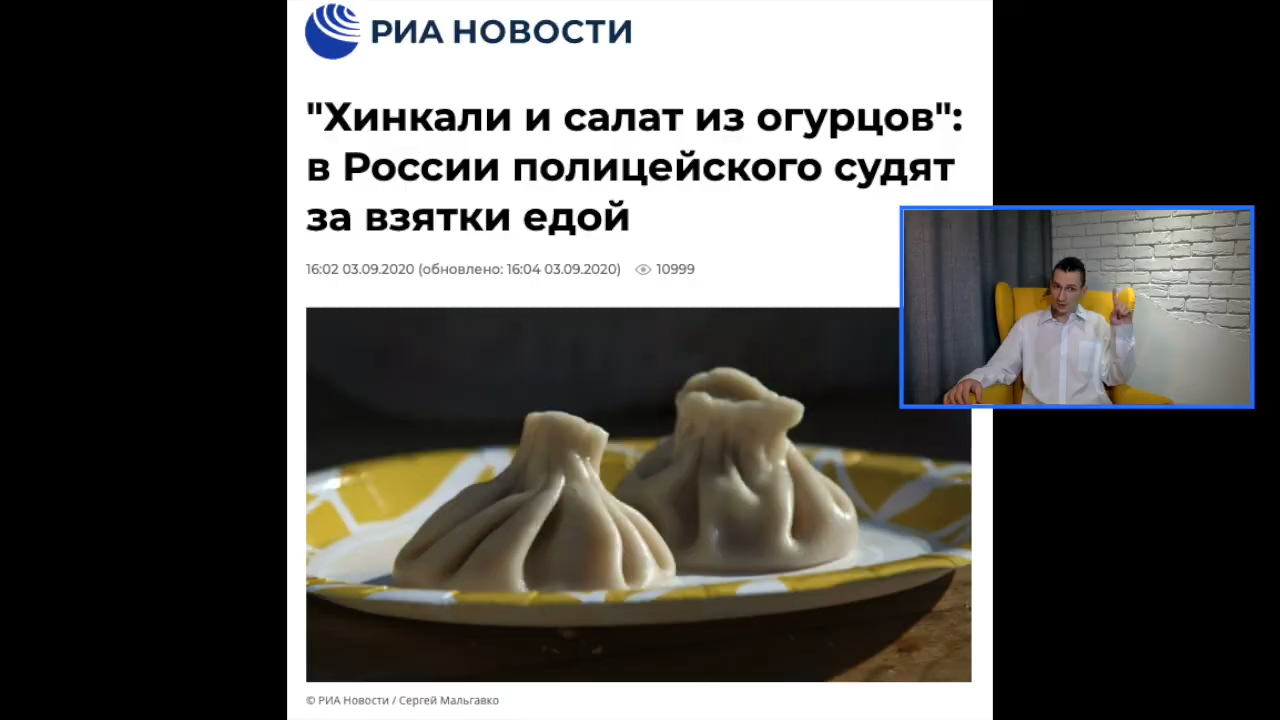 РИА НОВОСТИ
"Хинкали и салат из огурцов":
в России полицейского судят
за взятки едой
16:02 03.09.2020 (обновлено: 16:04 03.09.2020) 10999
© РИА Новости / Сергей Мальгавко